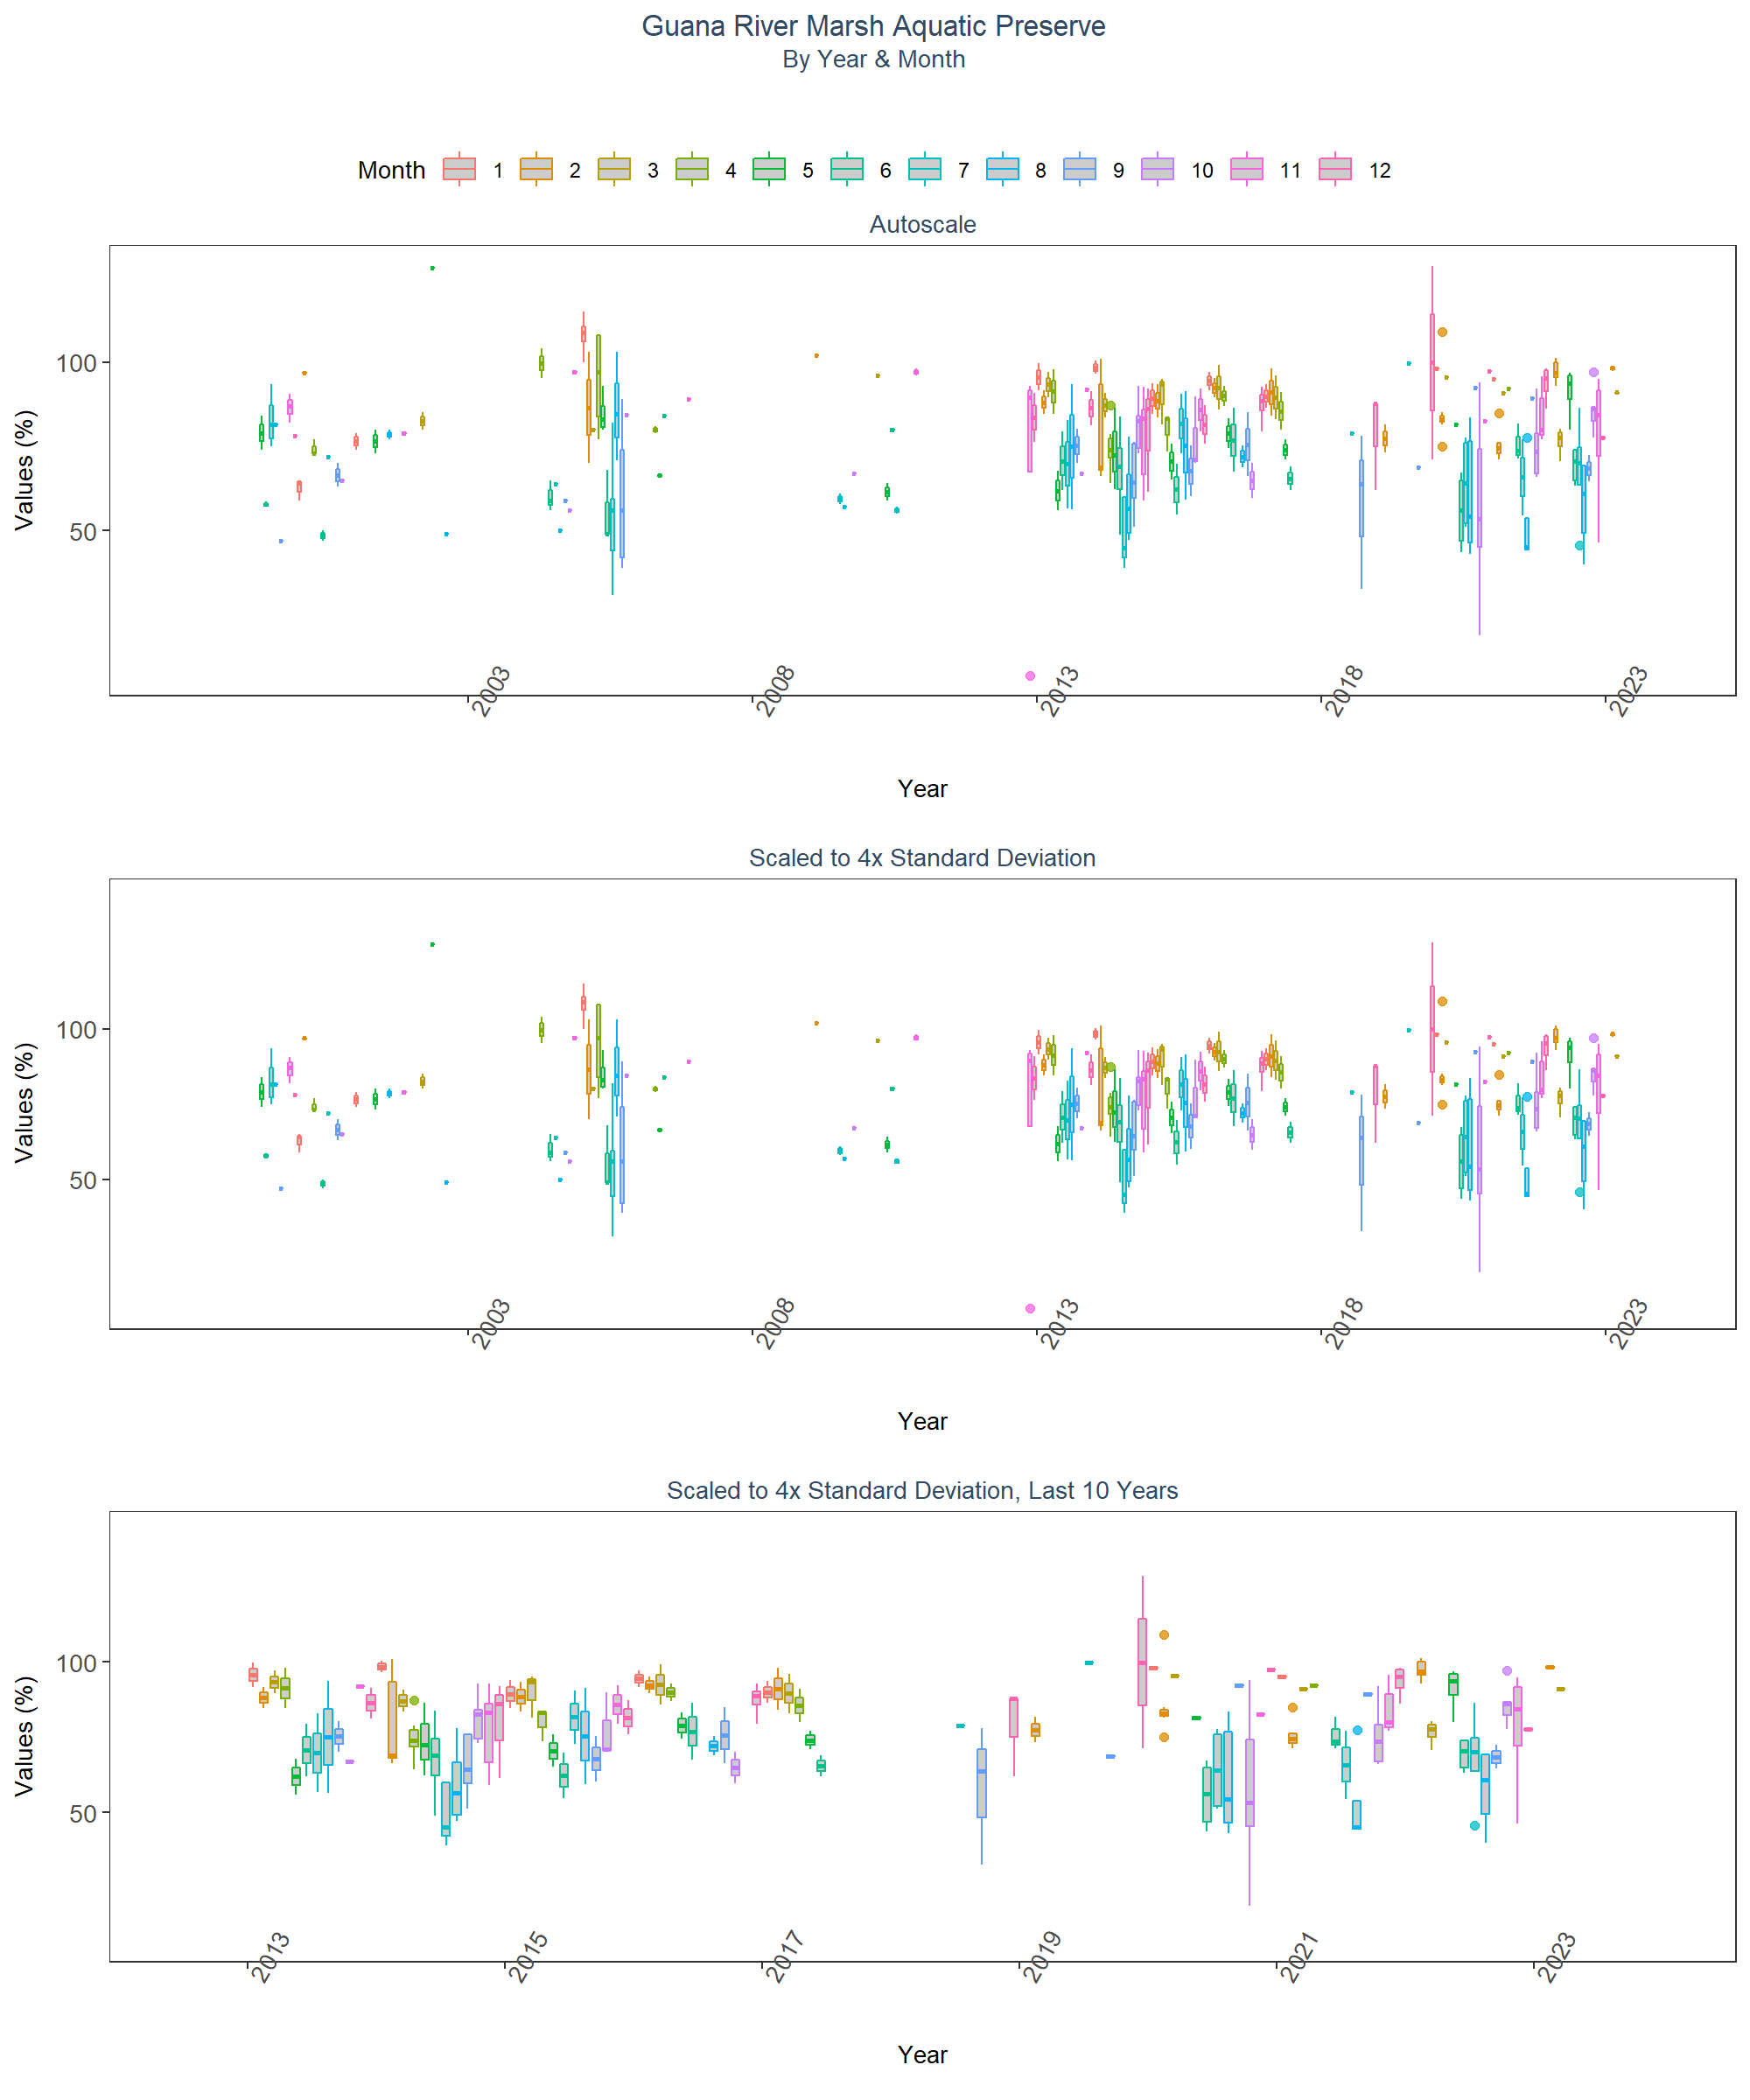 Guana River Marsh Aquatic Preserve
By Year & Month
Month 1 2 3 4 5 6 7 8 9 10 11 12
Autoscale
Values (%)
100
50
2003 2008 2013 2018 2023
Year
Scaled to 4x Standard Deviation
Values (%)
100
50
2003 2008 2013 2018 2023
Year
Scaled to 4x Standard Deviation, Last 10 Years
Values (%)
100
50
2013 2015 2017 2019 2021 2023
Year